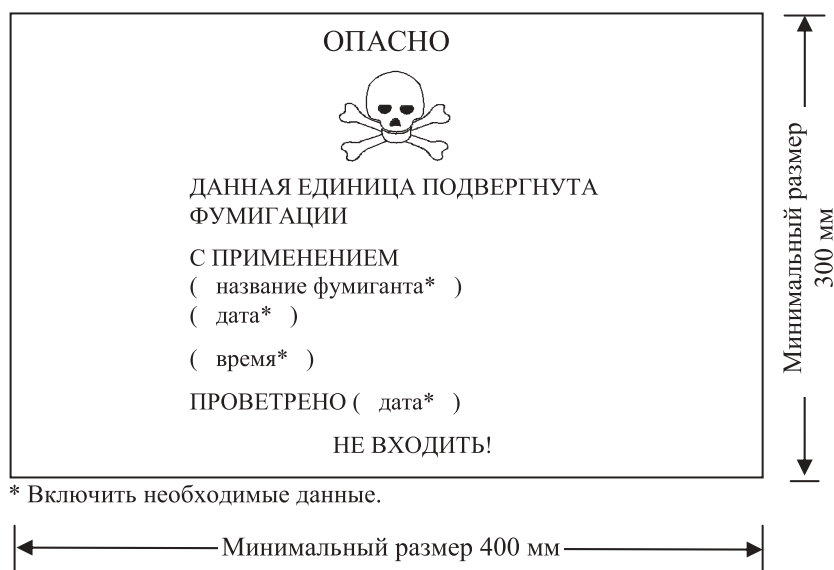 ОПАСНО
ДАННАЯ ЕДИНИЦА ПОДВЕРГНУТА
ФУМИГАЦИИ
С ПРИМЕНЕНИЕМ
( название фумиганта* )
( дата* )
( время* )
ПРОВЕТРЕНО ( дата* )
НЕ ВХОДИТЬ!
Минимальный размер
300 мм
* Включить необходимые данные.
Минимальный размер 400 мм